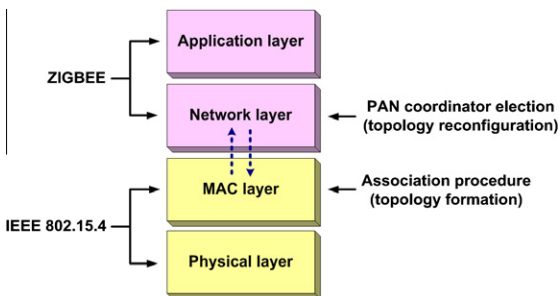 Application layer
ZIGBEE
Network layer
PAN coordinator election
(topology reconfiguration)
MAC layer
Association procedure
(topology formation)
IEEE 802.15.4
Physical layer